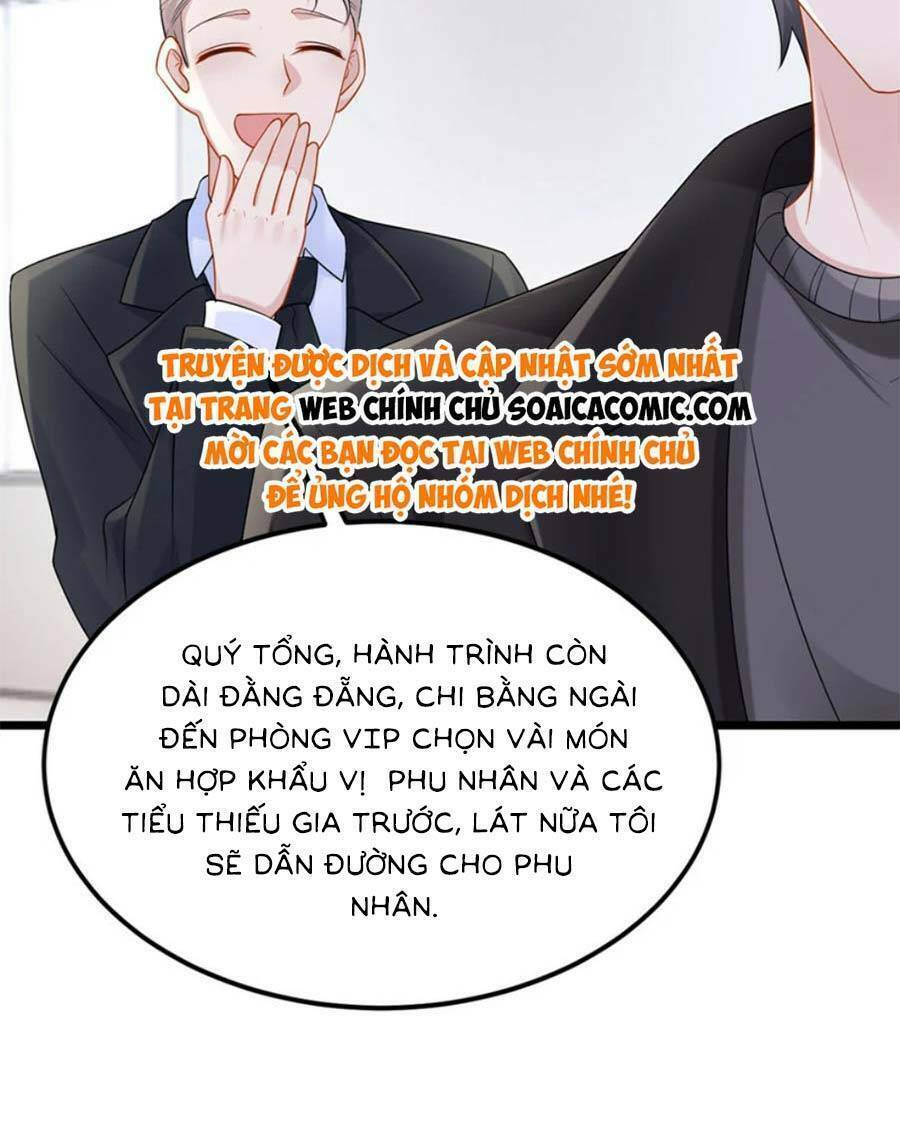 TRUYỆN ĐƯỢC DỊCH VÀ CẬP NHẬT SỚM NHẤT
TẠI TRANG WEB CHÍNH CHỦ SOAICACOMIC.COM
MỜI CÁC BẠN ĐỌC TẠI WEB CHÍNH CHỦ
ĐỂ ỦNG HỘ NHÓM DỊCH NHÉ!
QUÝ TỔNG, HÀNH TRÌNH CÒN
DÀI ĐẰNG ĐẴNG, CHI BẰNG NGÀI
ĐẾN PHÒNG VIP CHỌN VÀI MÓN
ĂN HỢP KHẨU VỊ PHU NHÂN VÀ CÁC
TIỂU THIẾU GIA TRƯỚC, LÁT NỮA TÔI
SẼ DẪN ĐƯỜNG CHO PHU
NHÂN.